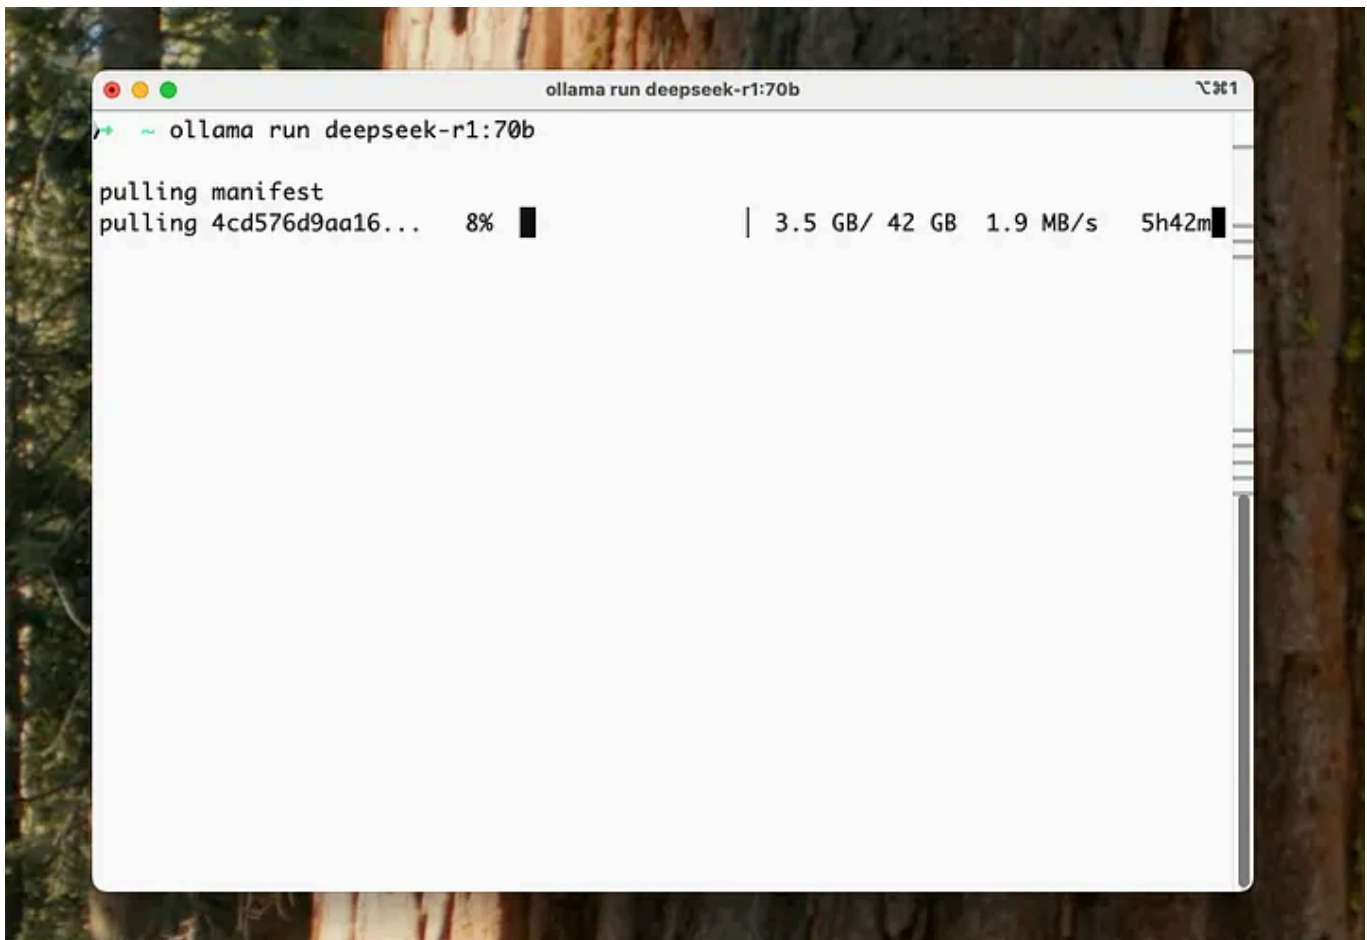 ollama run deepseek-r1:70b ⌥⌘1
➜ ~ ollama run deepseek-r1:70b
pulling manifest
pulling 4cd576d9aa16... 8% 3.5 GB/ 42 GB 1.9 MB/s 5h42m